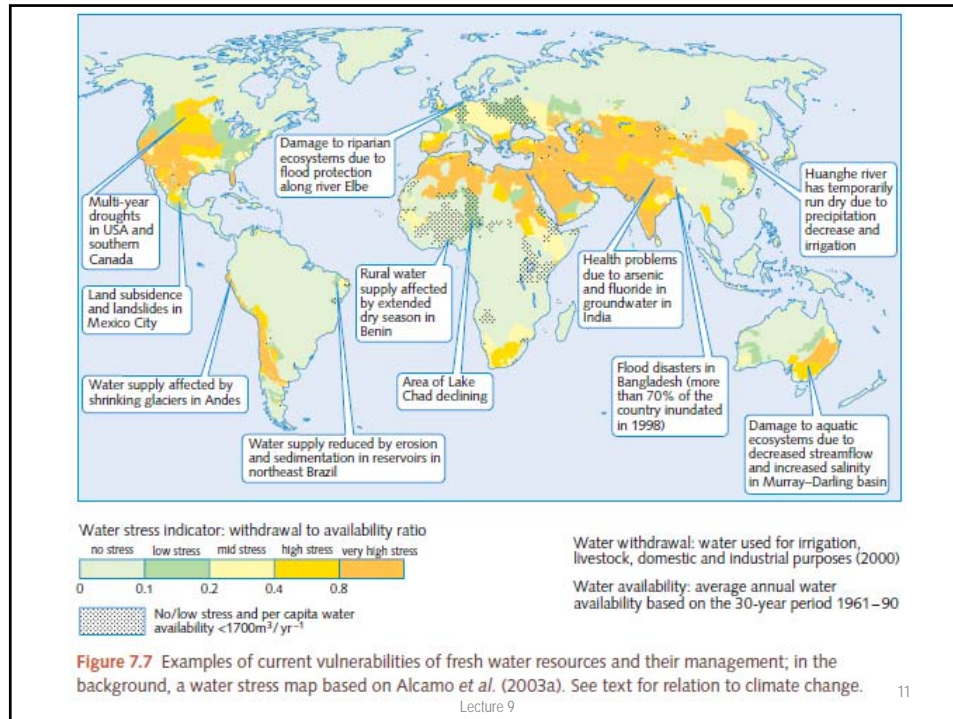 Multi-year
droughts
in USA and
southern
Canada
Land subsidence
and landslides in
Mexico City
Water supply affected by
shrinking glaciers in Andes
Damage to riparian
ecosystems due to
flood protection
along river Elbe
Rural water
supply affected
by extended
dry season in
Benin
Water supply reduced by erosion
and sedimentation in reservoirs in
northeast Brazil
Area of Lake
Chad declining
Health problems
due to arsenic
and fluoride in
groundwater in
India
Flood disasters in
Bangladesh (more
than 70% of the
country inundated
in 1998)
Huanghe river
has temporarily
run dry due to
precipitation
decrease and
irrigation
Damage to aquatic
ecosystems due to
decreased streamflow
and increased salinity
in Murray–Darling basin
Water stress indicator: withdrawal to availability ratio
no stress low stress mid stress high stress very high stress
0 0.1 0.2 0.4 0.8
No/low stress and per capita water
availability <1700m³/yr⁻¹
Water withdrawal: water used for irrigation,
livestock, domestic and industrial purposes (2000)
Water availability: average annual water
availability based on the 30-year period 1961–90
Figure 7.7 Examples of current vulnerabilities of fresh water resources and their management; in the
background, a water stress map based on Alcamo et al. (2003a). See text for relation to climate change.
11
Lecture 9